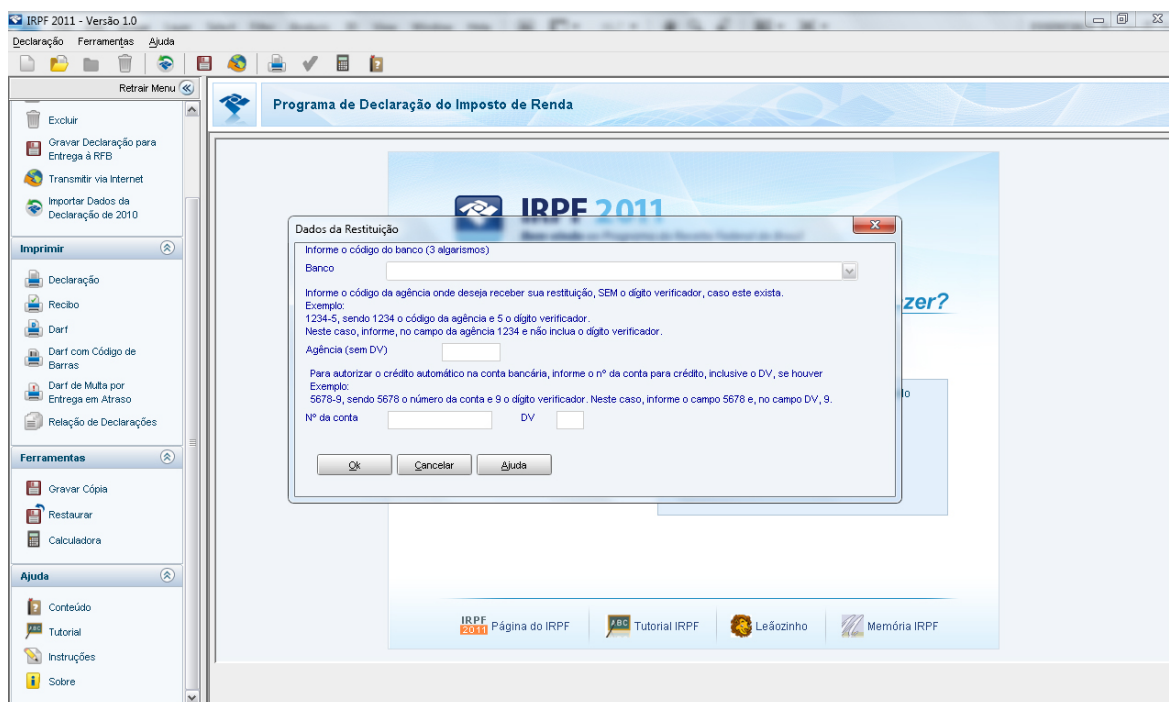 IRPF 2011 - Versão 1.0
Declaração Ferramentas Ajuda
Retrair Menu
Excluir
Gravar Declaração para
Entrega à RFB
Transmitir via Internet
Importar Dados da
Declaração de 2010
Imprimir
Declaração
Recibo
Darf
Darf com Código de
Barras
Darf de Multa por
Entrega em Atraso
Relação de Declarações
Ferramentas
Gravar Cópia
Restaurar
Calculadora
Ajuda
Conteúdo
Tutorial
Instruções
Sobre
Programa de Declaração do Imposto de Renda
IRPF 2011
zer?
lo
Dados da Restituição
Informe o código do banco (3 algarismos)
Banco
Informe o código da agência onde deseja receber sua restituição, SEM o dígito verificador, caso este exista.
Exemplo:
1234-5, sendo 1234 o código da agência e 5 o dígito verificador.
Neste caso, informe, no campo da agência 1234 e não inclua o dígito verificador.
Agência (sem DV)
Para autorizar o crédito automático na conta bancária, informe o nº da conta para crédito, inclusive o DV, se houver
Exemplo:
5678-9, sendo 5678 o número da conta e 9 o dígito verificador. Neste caso, informe o campo 5678 e, no campo DV, 9.
Nº da conta DV
Ok Cancelar Ajuda
IRPF 2011 Página do IRPF ABC Tutorial IRPF Leãozinho Memória IRPF